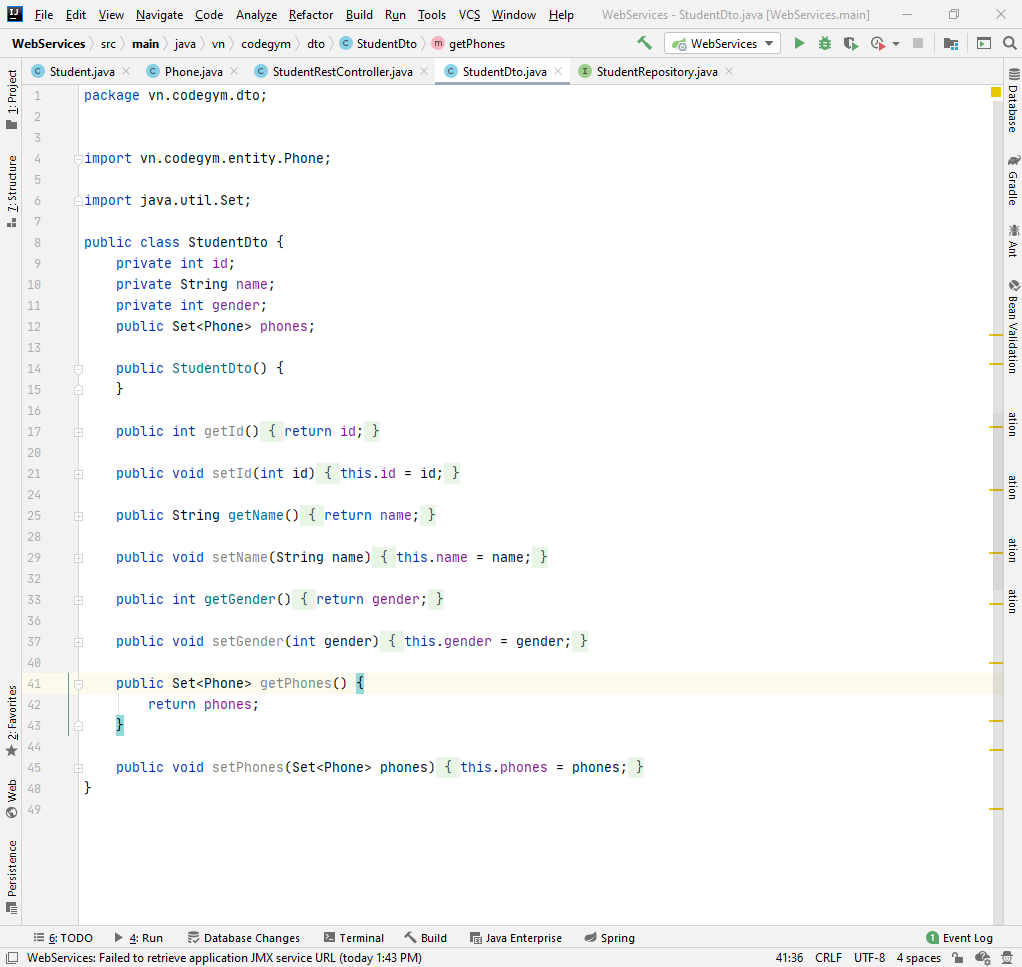 File Edit View Navigate Code Analyze Refactor Build Run Tools VCS Window Help WebServices - StudentDto.java [WebServices.main]
WebServices src main java vn codegym dto StudentDto getPhones WebServices
Student.java Phone.java StudentRestController.java StudentDto.java StudentRepository.java
1 package vn.codegym.dto;
2
3
4 import vn.codegym.entity.Phone;
5
6 import java.util.Set;
7
8 public class StudentDto {
9 private int id;
10 private String name;
11 private int gender;
12 public Set<Phone> phones;
13
14 public StudentDto() {
15 }
16
17 public int getId() { return id; }
20
21 public void setId(int id) { this.id = id; }
24
25 public String getName() { return name; }
28
29 public void setName(String name) { this.name = name; }
32
33 public int getGender() { return gender; }
36
37 public void setGender(int gender) { this.gender = gender; }
40
41 public Set<Phone> getPhones() {
42 return phones;
43 }
44
45 public void setPhones(Set<Phone> phones) { this.phones = phones; }
48 }
49
1: Project
7: Structure
2: Favorites
Web
Persistence
Database
Gradle
Ant
Bean Validation
ation
ation
ation
ation
6: TODO 4: Run Database Changes Terminal Build Java Enterprise Spring 1 Event Log
WebServices: Failed to retrieve application JMX service URL (today 1:43 PM) 41:36 CRLF UTF-8 4 spaces